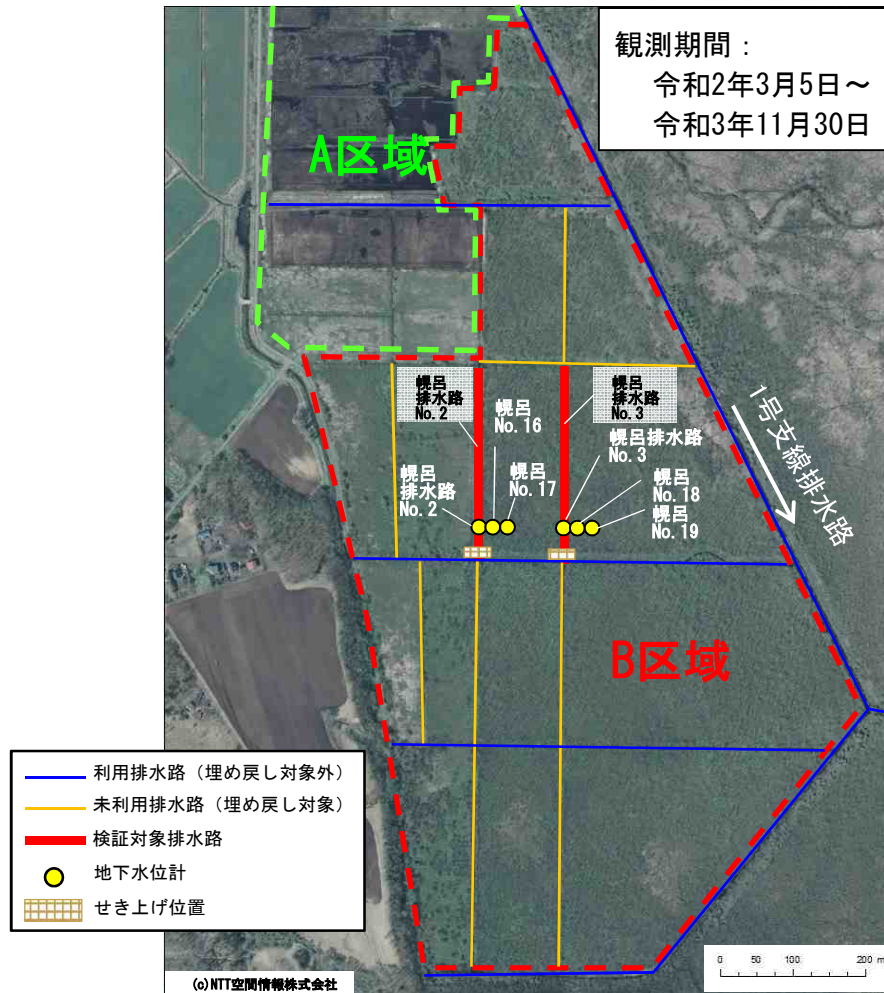 観測期間：
令和2年3月5日～
令和3年11月30日
A区域
幌呂
排水路
No.2
幌呂
No.16
幌呂
排水路
No.3
幌呂
排水路
No.2
幌呂
No.17
幌呂排水路
No.3
幌呂
No.18
幌呂
No.19
1号支線排水路
B区域
利用排水路（埋め戻し対象外）
未利用排水路（埋め戻し対象）
検証対象排水路
地下水位計
せき上げ位置
0 50 100 200 m
(c)NTT空間情報株式会社